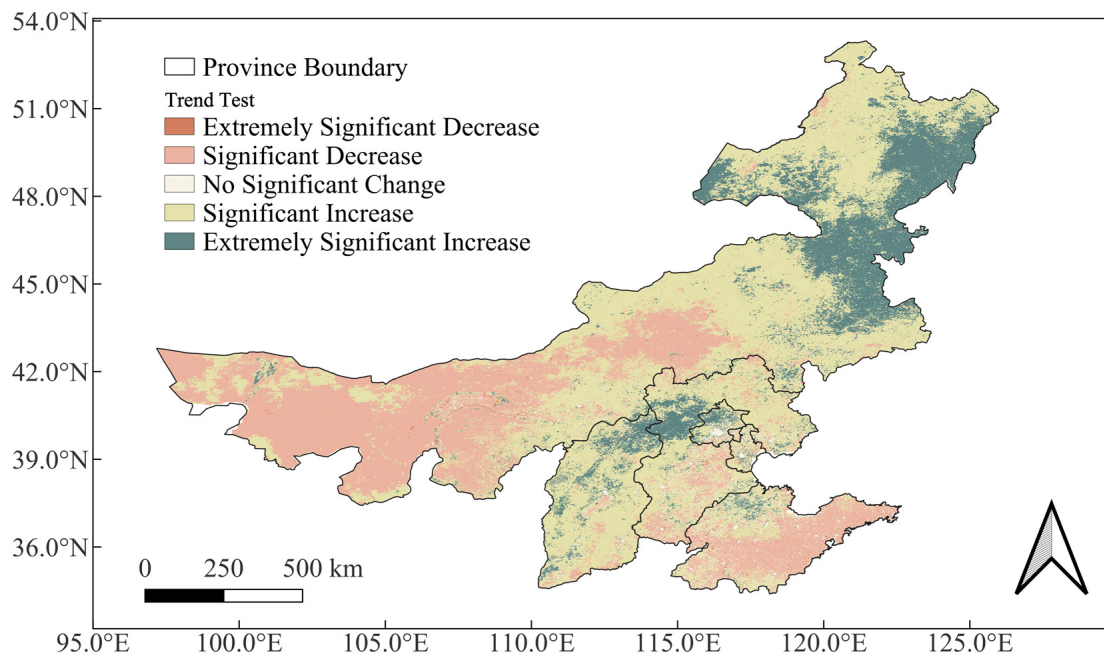 54.0°N
51.0°N
48.0°N
45.0°N
42.0°N
39.0°N
36.0°N
Province Boundary
Trend Test
Extremely Significant Decrease
Significant Decrease
No Significant Change
Significant Increase
Extremely Significant Increase
0 250 500 km
95.0°E 100.0°E 105.0°E 110.0°E 115.0°E 120.0°E 125.0°E